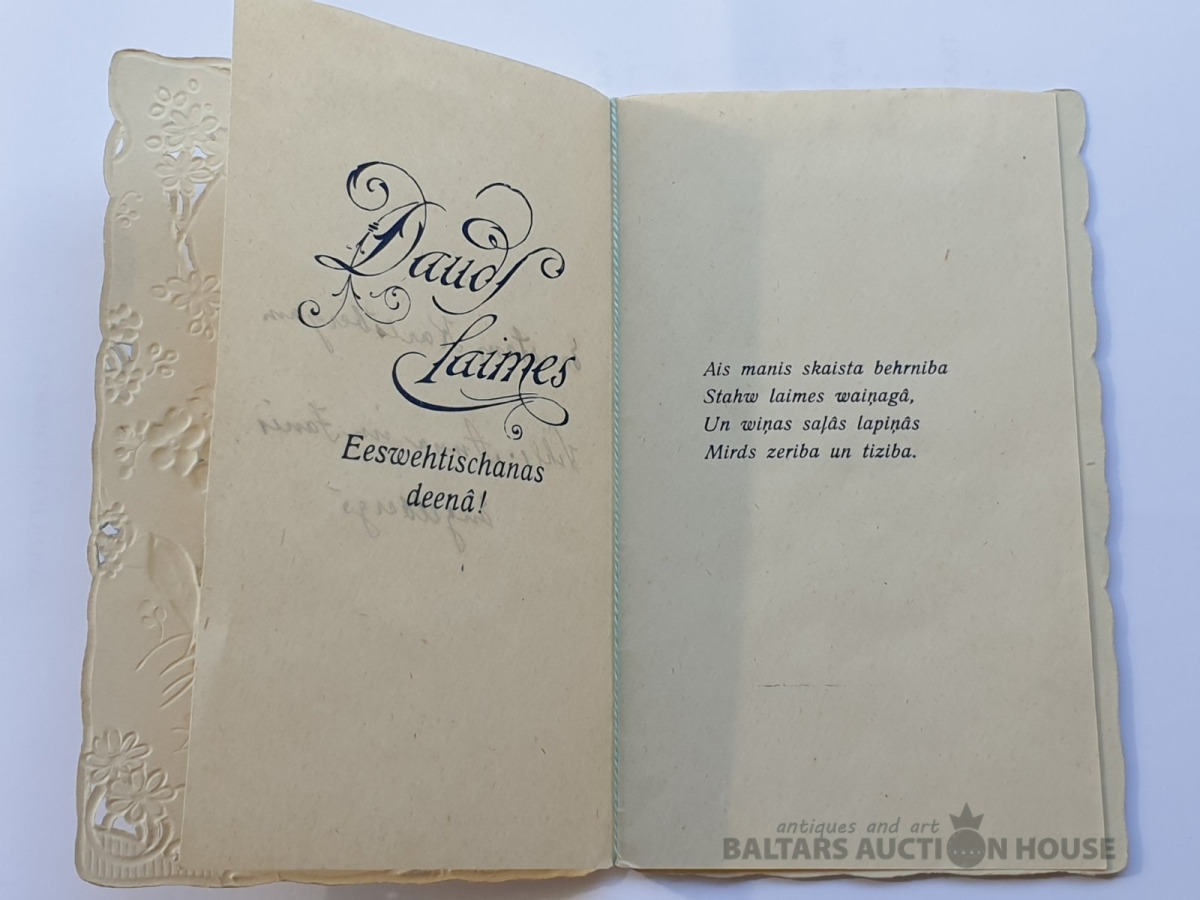 Daudſ
laimes
Eeswehtischanas
deenâ!
Ais manis skaista behrniba
Stahw laimes waiņagâ,
Un wiņas saļâs lapiņâs
Mirds zeriba un tiziba.
antiques and art
BALTARS AUCTION HOUSE